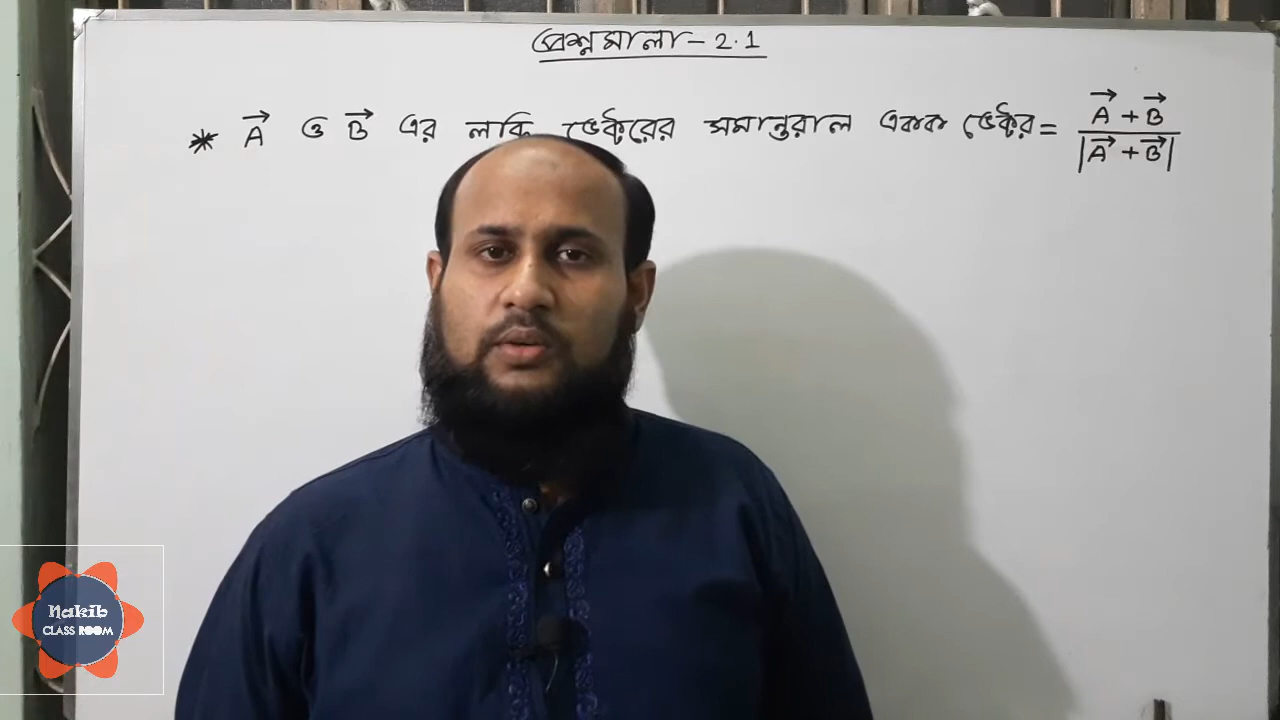 প্রশ্নমালা - 2.1
* A⃗ ও B⃗ এর লব্ধি ভেক্টরের সমান্তরাল একক ভেক্টর = (A⃗ + B⃗) / |A⃗ + B⃗|
Nakib
CLASS ROOM